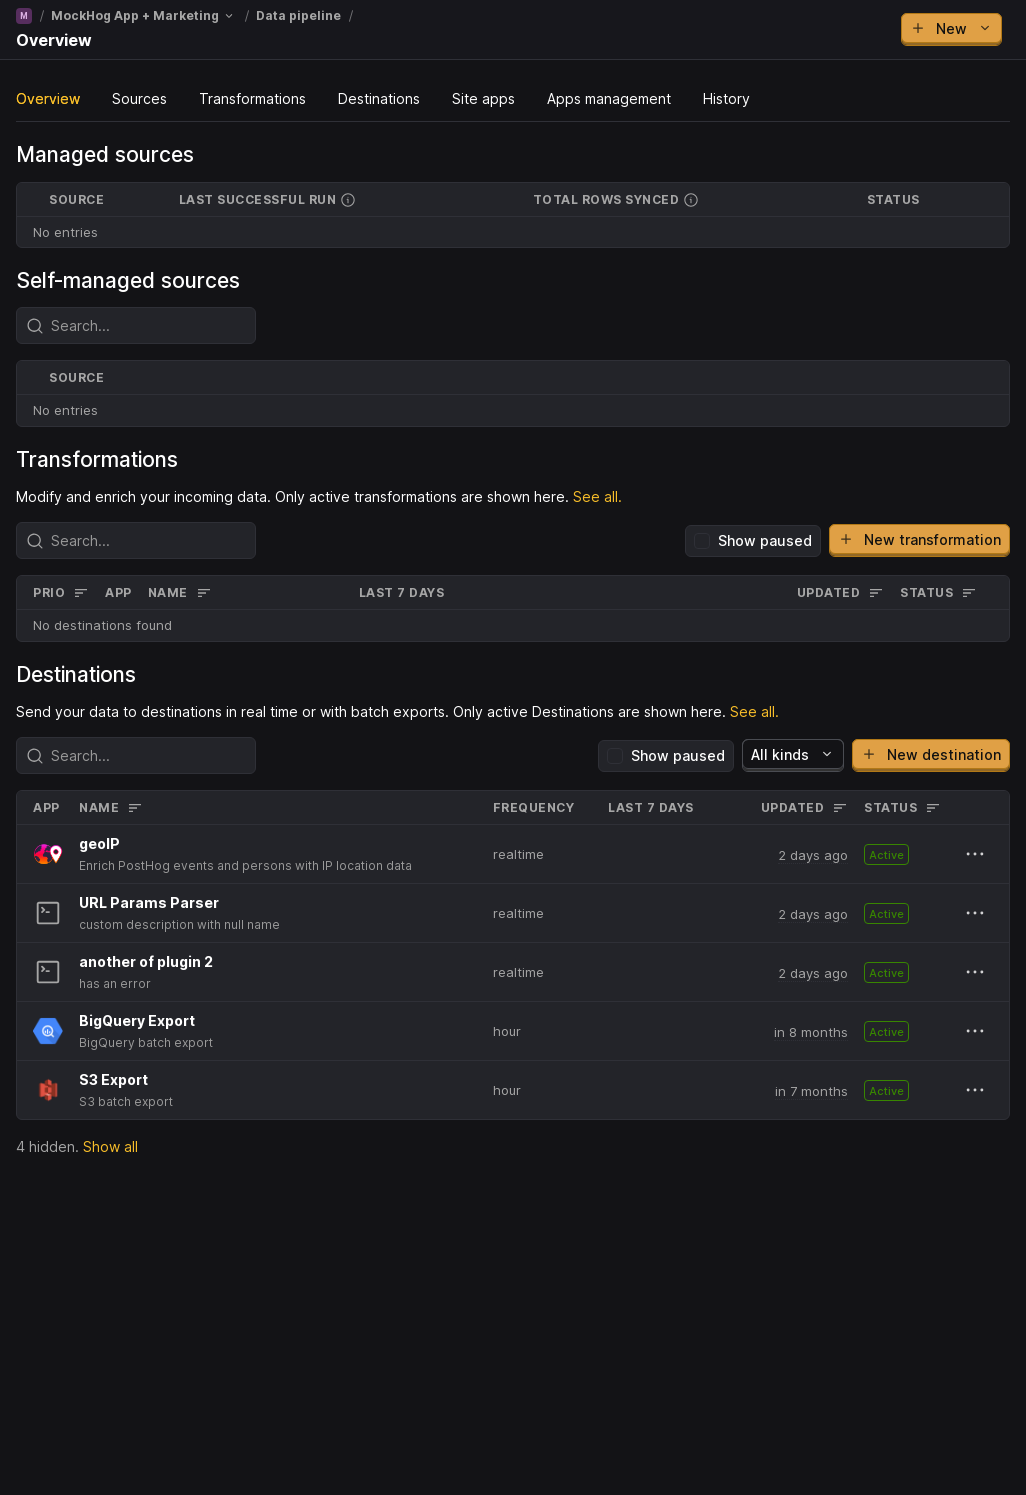 M / MockHog App + Marketing / Data pipeline /
Overview
New
Overview Sources Transformations Destinations Site apps Apps management History
Managed sources
SOURCE LAST SUCCESSFUL RUN TOTAL ROWS SYNCED STATUS
No entries
Self-managed sources
Search...
SOURCE
No entries
Transformations
Modify and enrich your incoming data. Only active transformations are shown here. See all.
Search... Show paused New transformation
PRIO APP NAME LAST 7 DAYS UPDATED STATUS
No destinations found
Destinations
Send your data to destinations in real time or with batch exports. Only active Destinations are shown here. See all.
Search... Show paused All kinds New destination
APP NAME FREQUENCY LAST 7 DAYS UPDATED STATUS
geoIP
Enrich PostHog events and persons with IP location data
realtime 2 days ago Active
URL Params Parser
custom description with null name
realtime 2 days ago Active
another of plugin 2
has an error
realtime 2 days ago Active
BigQuery Export
BigQuery batch export
hour in 8 months Active
S3 Export
S3 batch export
hour in 7 months Active
4 hidden. Show all